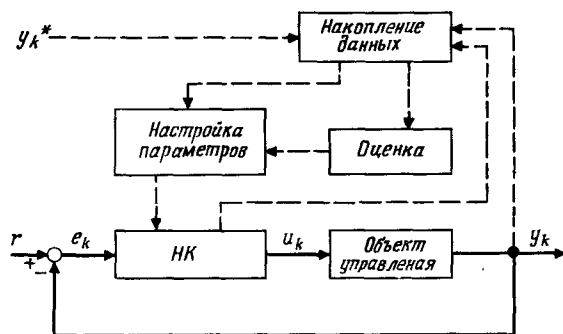 y_k*
Накопление
данных
Настройка
параметров
Оценка
r
+
−
e_k
НК
u_k
Объект
управленая
y_k